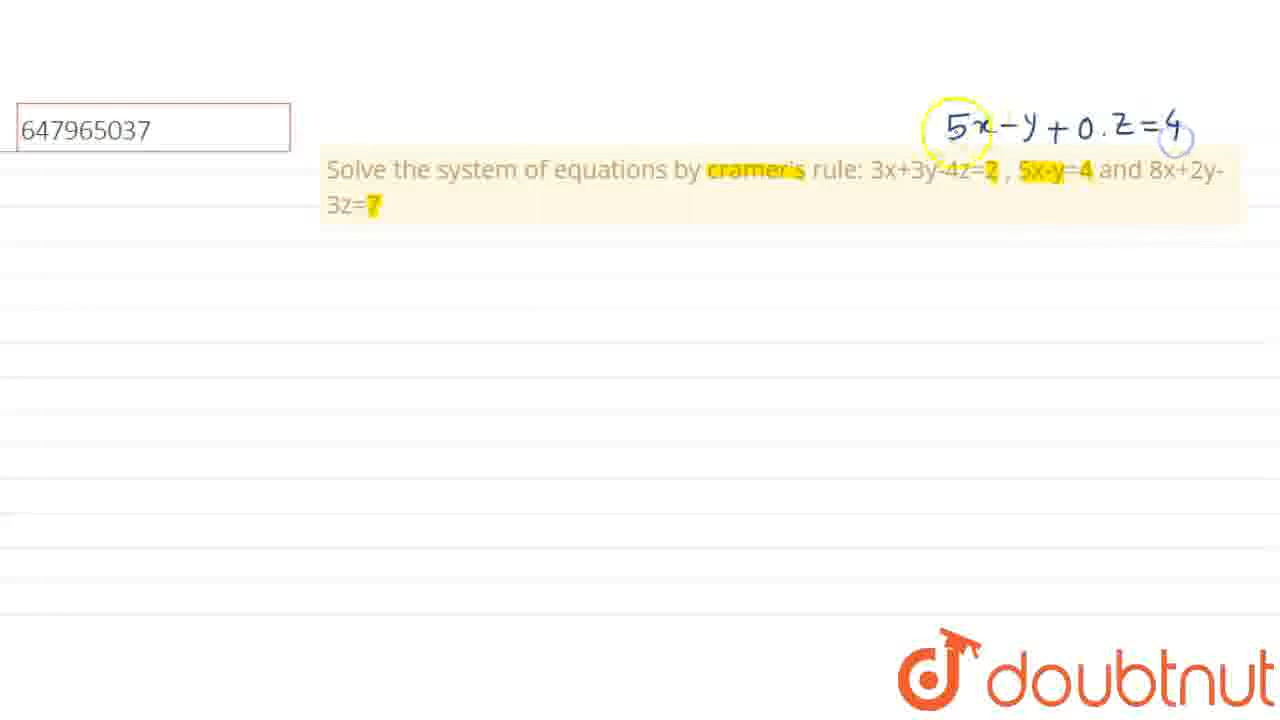 5x-y+0.z=4
647965037
Solve the system of equations by cramer's rule: 3x+3y-4z=2 , 5x-y=4 and 8x+2y-
3z=7
doubtnut